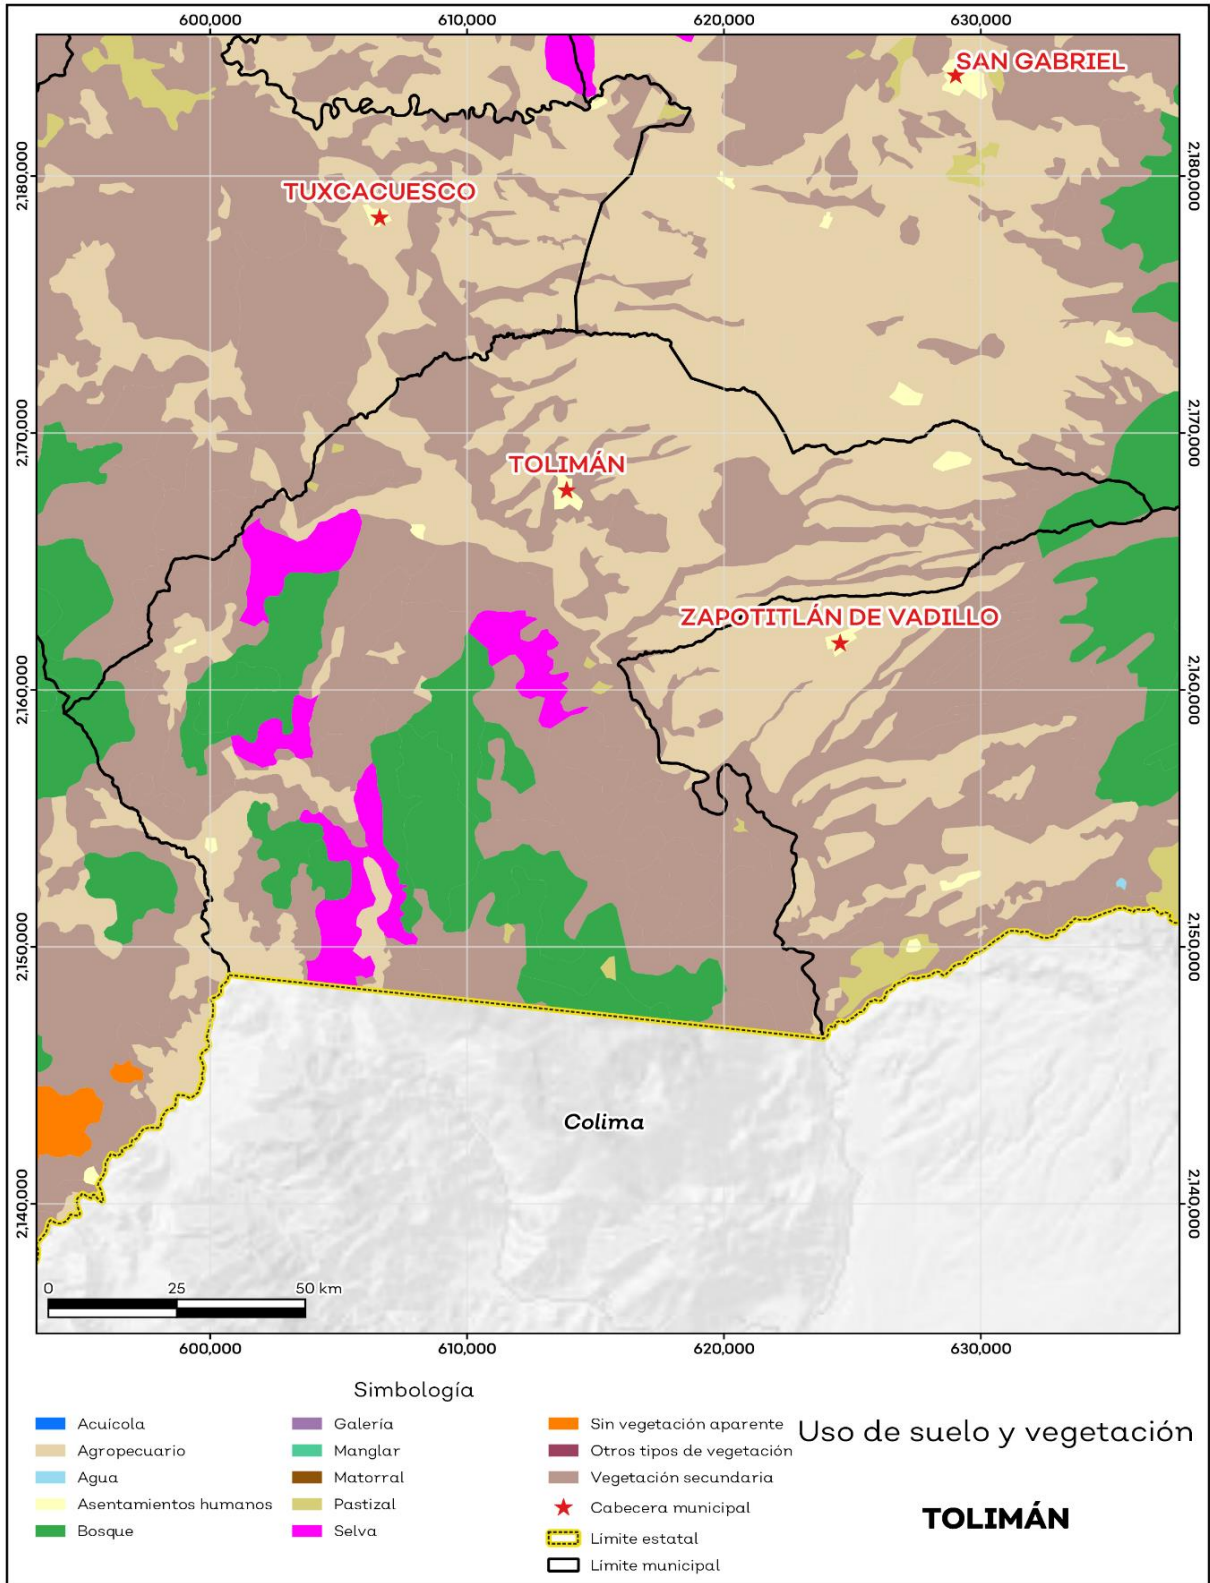 600,000 610,000 620,000 630,000
SAN GABRIEL
2,180,000 2,180,000
TUXCACUESCO
2,170,000 2,170,000
TOLIMÁN
ZAPOTITLÁN DE VADILLO
2,160,000 2,160,000
2,150,000 2,150,000
Colima
2,140,000 2,140,000
0 25 50 km
600,000 610,000 620,000 630,000
Simbología
Acuícola
Agropecuario
Agua
Asentamientos humanos
Bosque
Galería
Manglar
Matorral
Pastizal
Selva
Sin vegetación aparente
Otros tipos de vegetación
Vegetación secundaria
Cabecera municipal
Límite estatal
Límite municipal
Uso de suelo y vegetación
TOLIMÁN